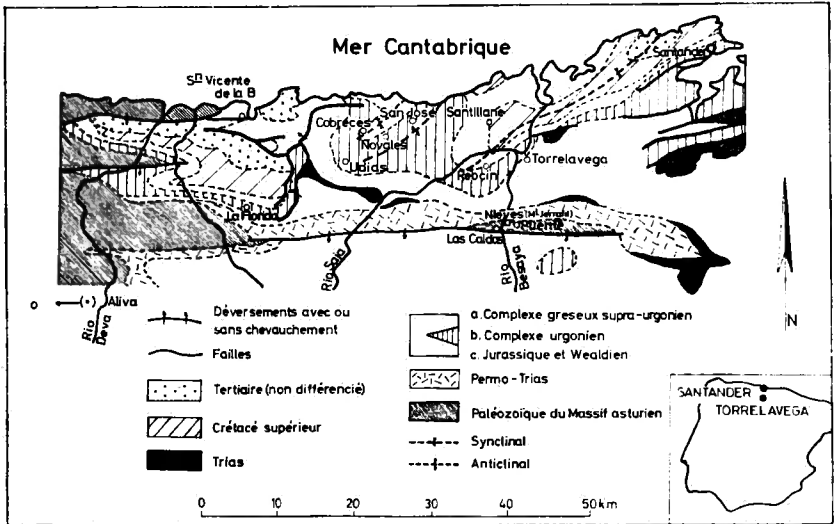 Mer Cantabrique
Santander
Sn Vicente
de la B
San José
Santillane
Cobreces
Novales
Udias
Torrelavega
Reocin
La Florida
Las Caldas
Rio
Besaya
Rio
Deva
O
Aliva
N
Déversements avec ou
sans chevauchement
Failles
Tertiaire (non différencié)
Crétacé supérieur
Trias
a. Complexe greseux supra-urgonien
b. Complexe urgonien
c. Jurassique et Wealdien
Permo-Trias
Paléozoïque du Massif asturien
Synclinal
Anticlinal
SANTANDER
TORRELAVEGA
0 10 20 30 40 50 km